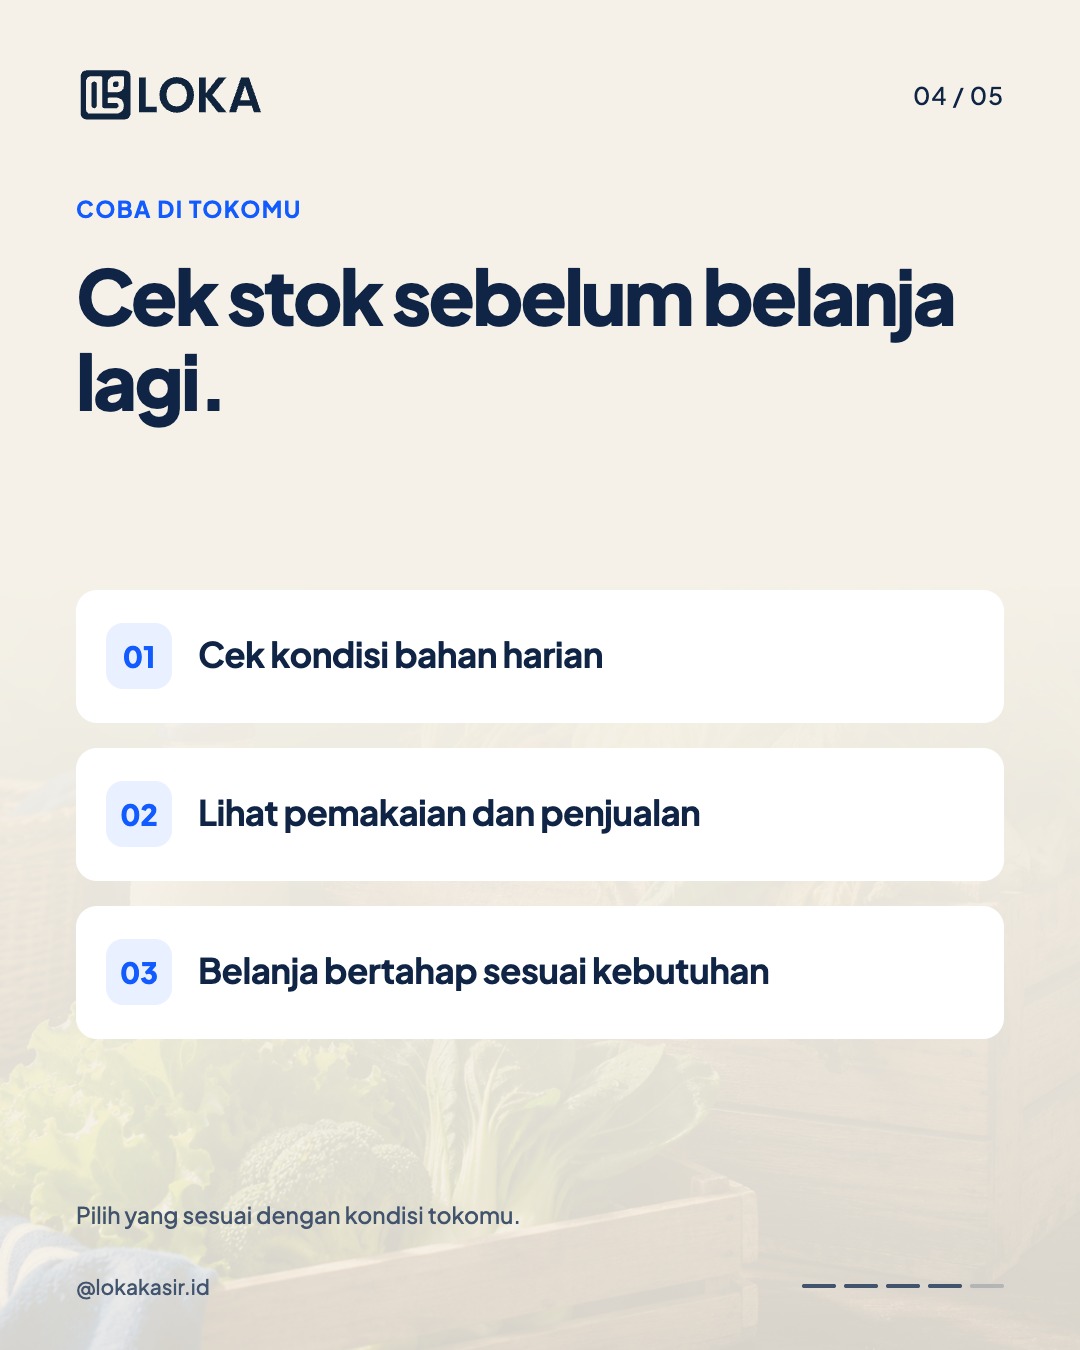 LOKA
04 / 05
COBA DI TOKOMU
Cek stok sebelum belanja
lagi.
01 Cek kondisi bahan harian
02 Lihat pemakaian dan penjualan
03 Belanja bertahap sesuai kebutuhan
Pilih yang sesuai dengan kondisi tokomu.
@lokakasir.id